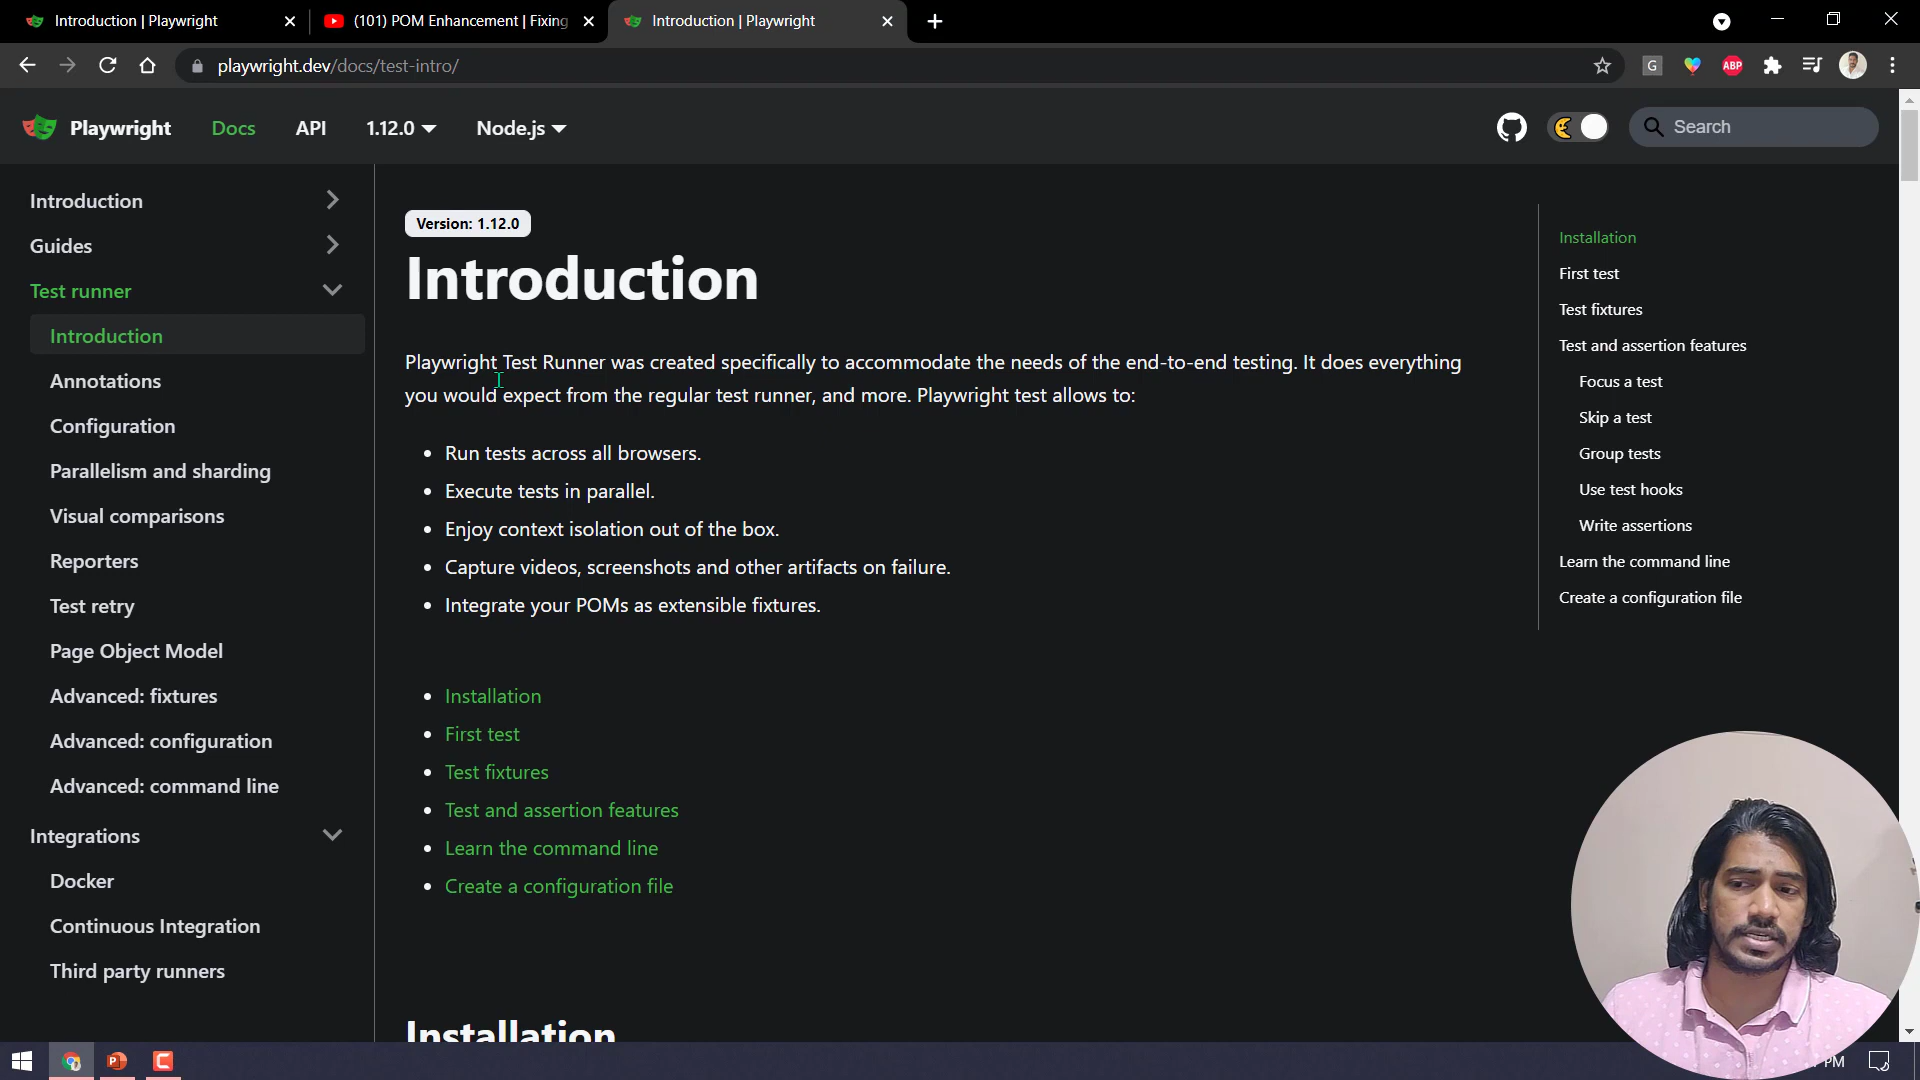 Introduction | Playwright
(101) POM Enhancement | Fixing
Introduction | Playwright
playwright.dev/docs/test-intro/
G
ABP
Playwright
Docs
API
1.12.0
Node.js
Search
Introduction
Guides
Test runner
Introduction
Annotations
Configuration
Parallelism and sharding
Visual comparisons
Reporters
Test retry
Page Object Model
Advanced: fixtures
Advanced: configuration
Advanced: command line
Integrations
Docker
Continuous Integration
Third party runners
Version: 1.12.0
Introduction
Playwright Test Runner was created specifically to accommodate the needs of the end-to-end testing. It does everything
you would expect from the regular test runner, and more. Playwright test allows to:
Run tests across all browsers.
Execute tests in parallel.
Enjoy context isolation out of the box.
Capture videos, screenshots and other artifacts on failure.
Integrate your POMs as extensible fixtures.
Installation
First test
Test fixtures
Test and assertion features
Learn the command line
Create a configuration file
Installation
Installation
First test
Test fixtures
Test and assertion features
Focus a test
Skip a test
Group tests
Use test hooks
Write assertions
Learn the command line
Create a configuration file
PM